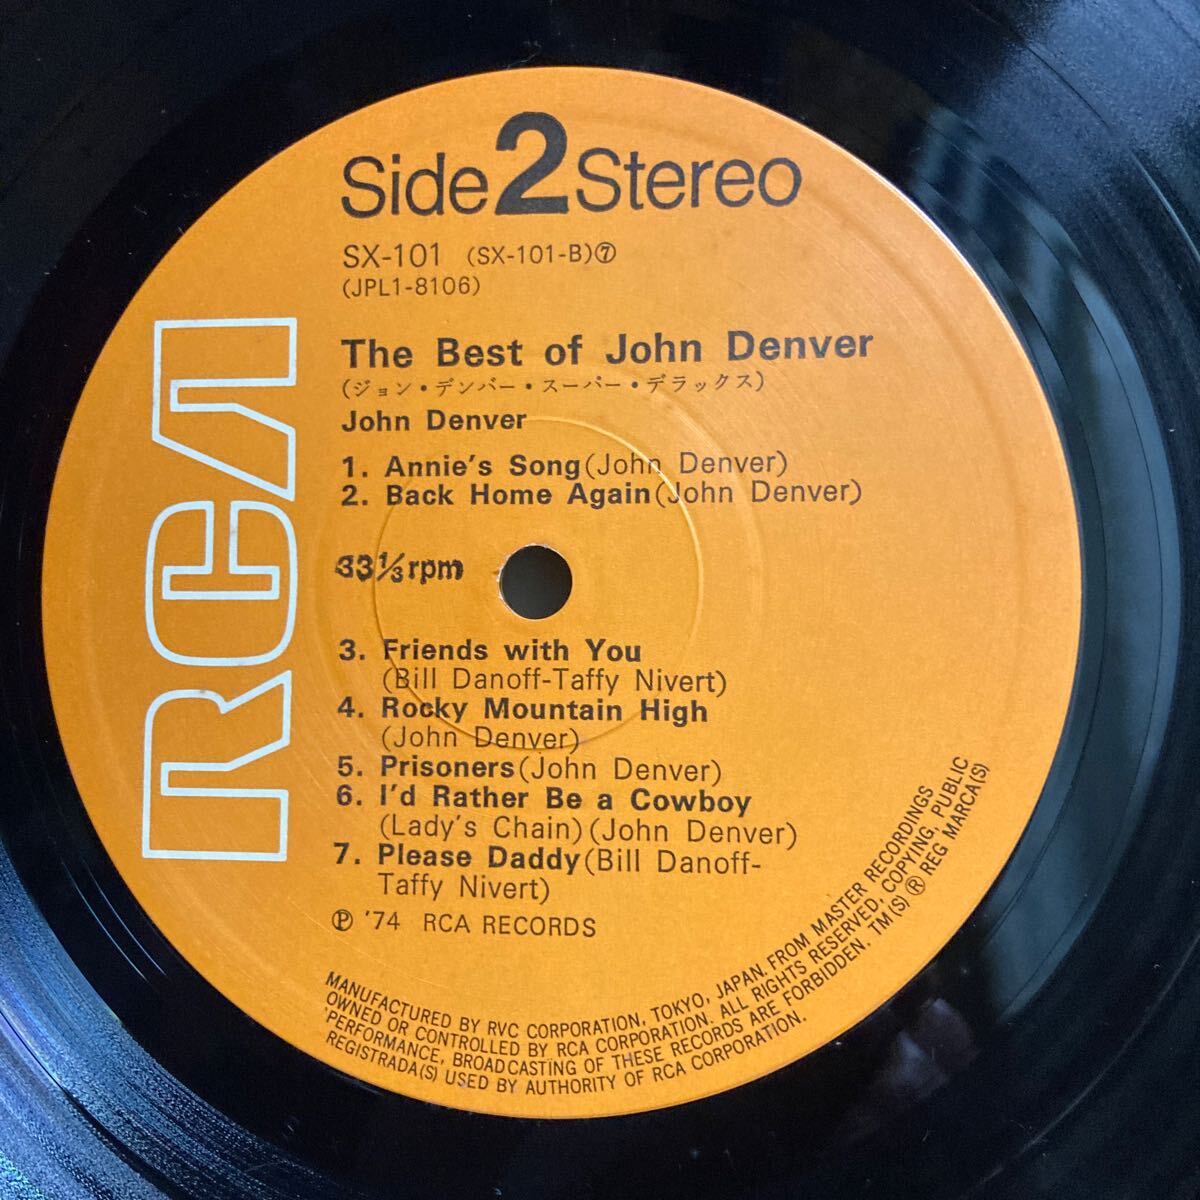 Side 2 Stereo
SX-101 (SX-101-B)⑦
(JPL1-8106)
The Best of John Denver
(ジョン・デンバー・スーパー・デラックス)
John Denver
1. Annie's Song (John Denver)
2. Back Home Again (John Denver)
33⅓ rpm
3. Friends with You
(Bill Danoff-Taffy Nivert)
4. Rocky Mountain High
(John Denver)
5. Prisoners (John Denver)
6. I'd Rather Be a Cowboy
(Lady's Chain) (John Denver)
7. Please Daddy (Bill Danoff-
Taffy Nivert)
Ⓟ '74 RCA RECORDS
RCA
MANUFACTURED BY RVC CORPORATION, TOKYO, JAPAN. FROM MASTER RECORDINGS
OWNED OR CONTROLLED BY RCA CORPORATION. ALL RIGHTS RESERVED, COPYING, PUBLIC
PERFORMANCE, BROADCASTING OF THESE RECORDS ARE FORBIDDEN. TM(S) ® REG MARCA(S)
REGISTRADA(S) USED BY AUTHORITY OF RCA CORPORATION.